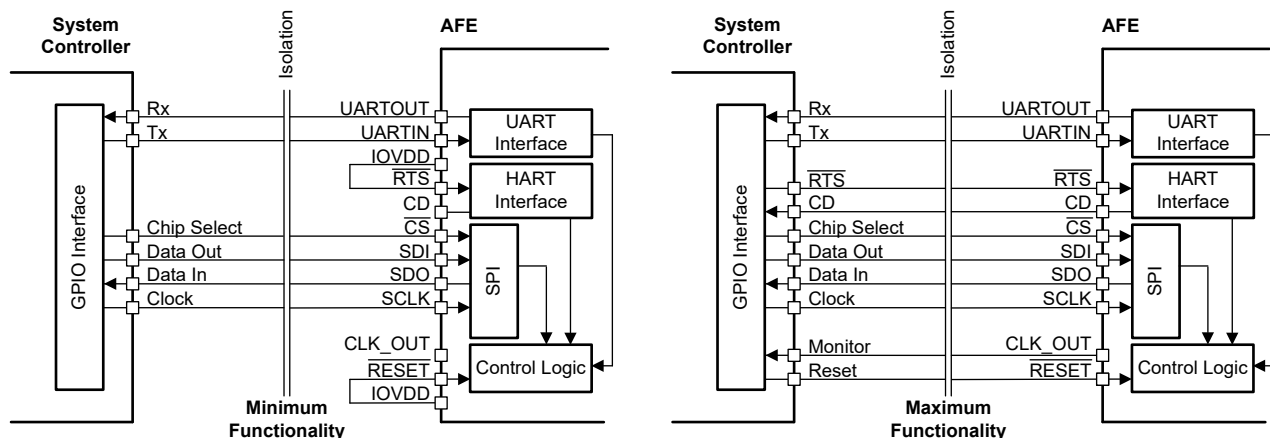 System
Controller
Isolation
AFE
GPIO Interface
Rx
UARTOUT
Tx
UARTIN
UART
Interface
IOVDD
RTS
HART
Interface
CD
Chip Select
CS
Data Out
SDI
Data In
SDO
Clock
SCLK
SPI
CLK_OUT
RESET
Control Logic
IOVDD
Minimum
Functionality
System
Controller
Isolation
AFE
GPIO Interface
Rx
UARTOUT
Tx
UARTIN
UART
Interface
RTS
RTS
HART
Interface
CD
CD
Chip Select
CS
Data Out
SDI
Data In
SDO
Clock
SCLK
SPI
Monitor
CLK_OUT
Reset
RESET
Control Logic
Maximum
Functionality